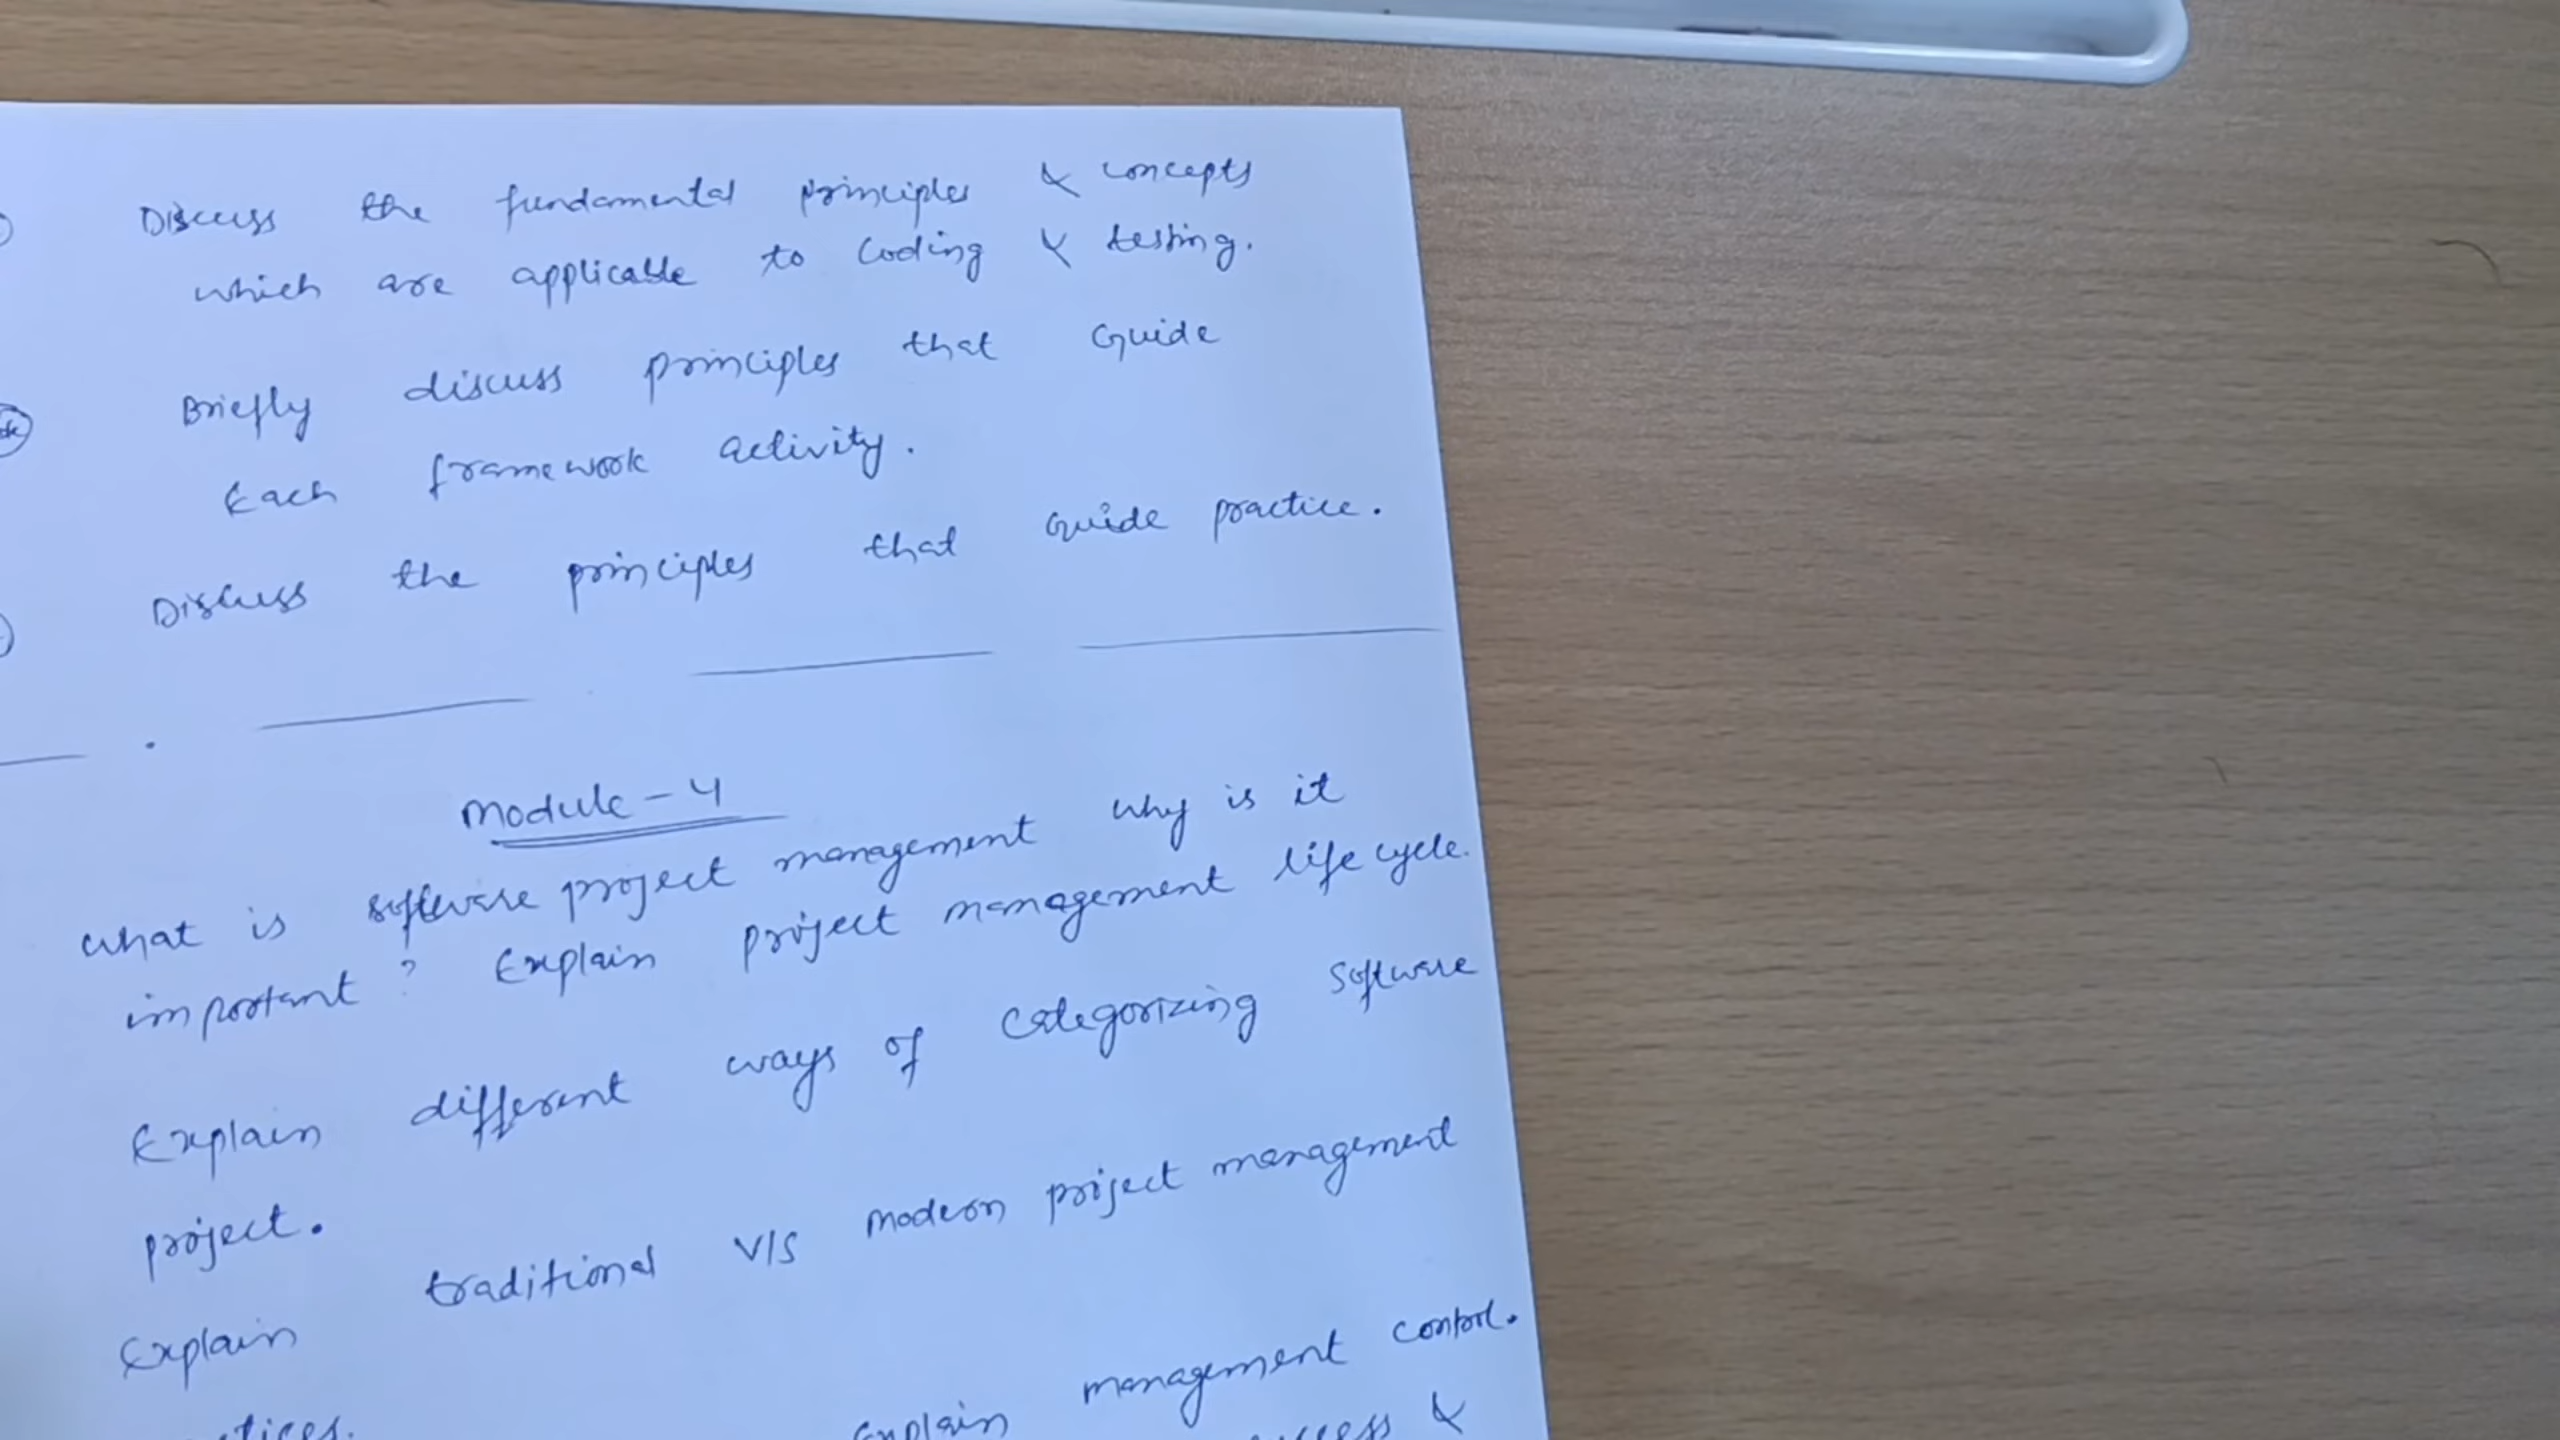 Discuss the fundamental principles & concepts
which are applicable to Coding & testing.
Briefly discuss principles that Guide
Each framework activity.
Discuss the principles that Guide practice.
Module - 4
what is software project management why is it
important? Explain project management life cycle.
Explain different ways of categorizing software
project.
Explain traditional V/S modern project management
Explain management control.
&